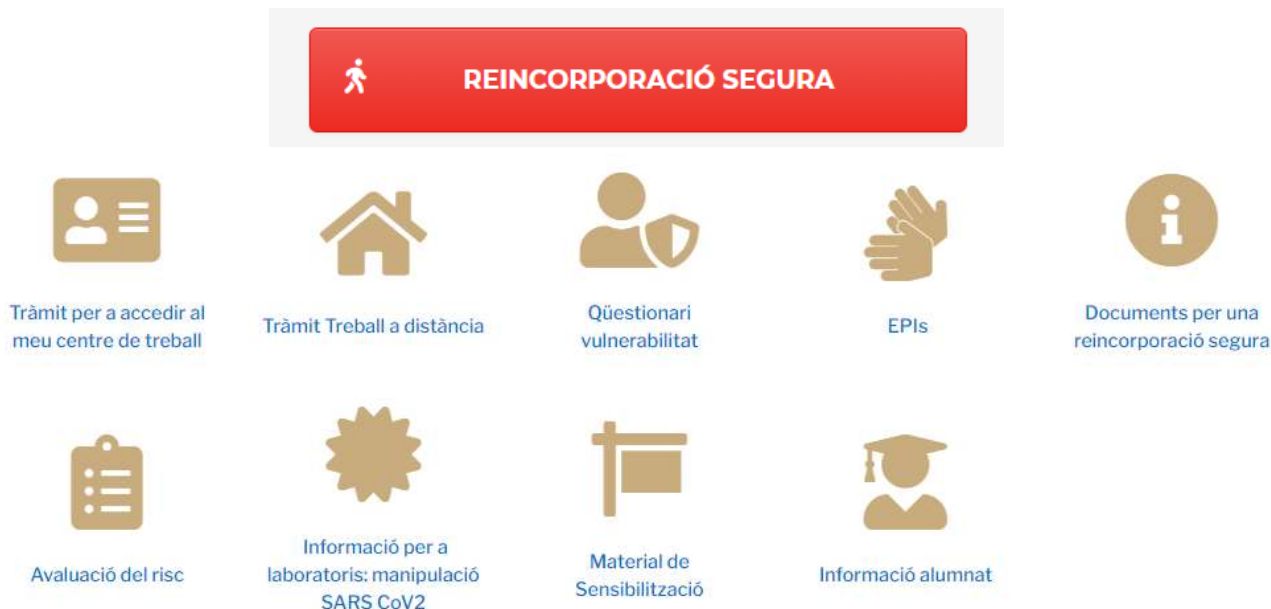 REINCORPORACIÓ SEGURA
Tràmit per a accedir al
meu centre de treball
Tràmit Treball a distància
Qüestionari
vulnerabilitat
EPIs
Documents per una
reincorporació segura
Avaluació del risc
Informació per a
laboratoris: manipulació
SARS CoV2
Material de
Sensibilització
Informació alumnat